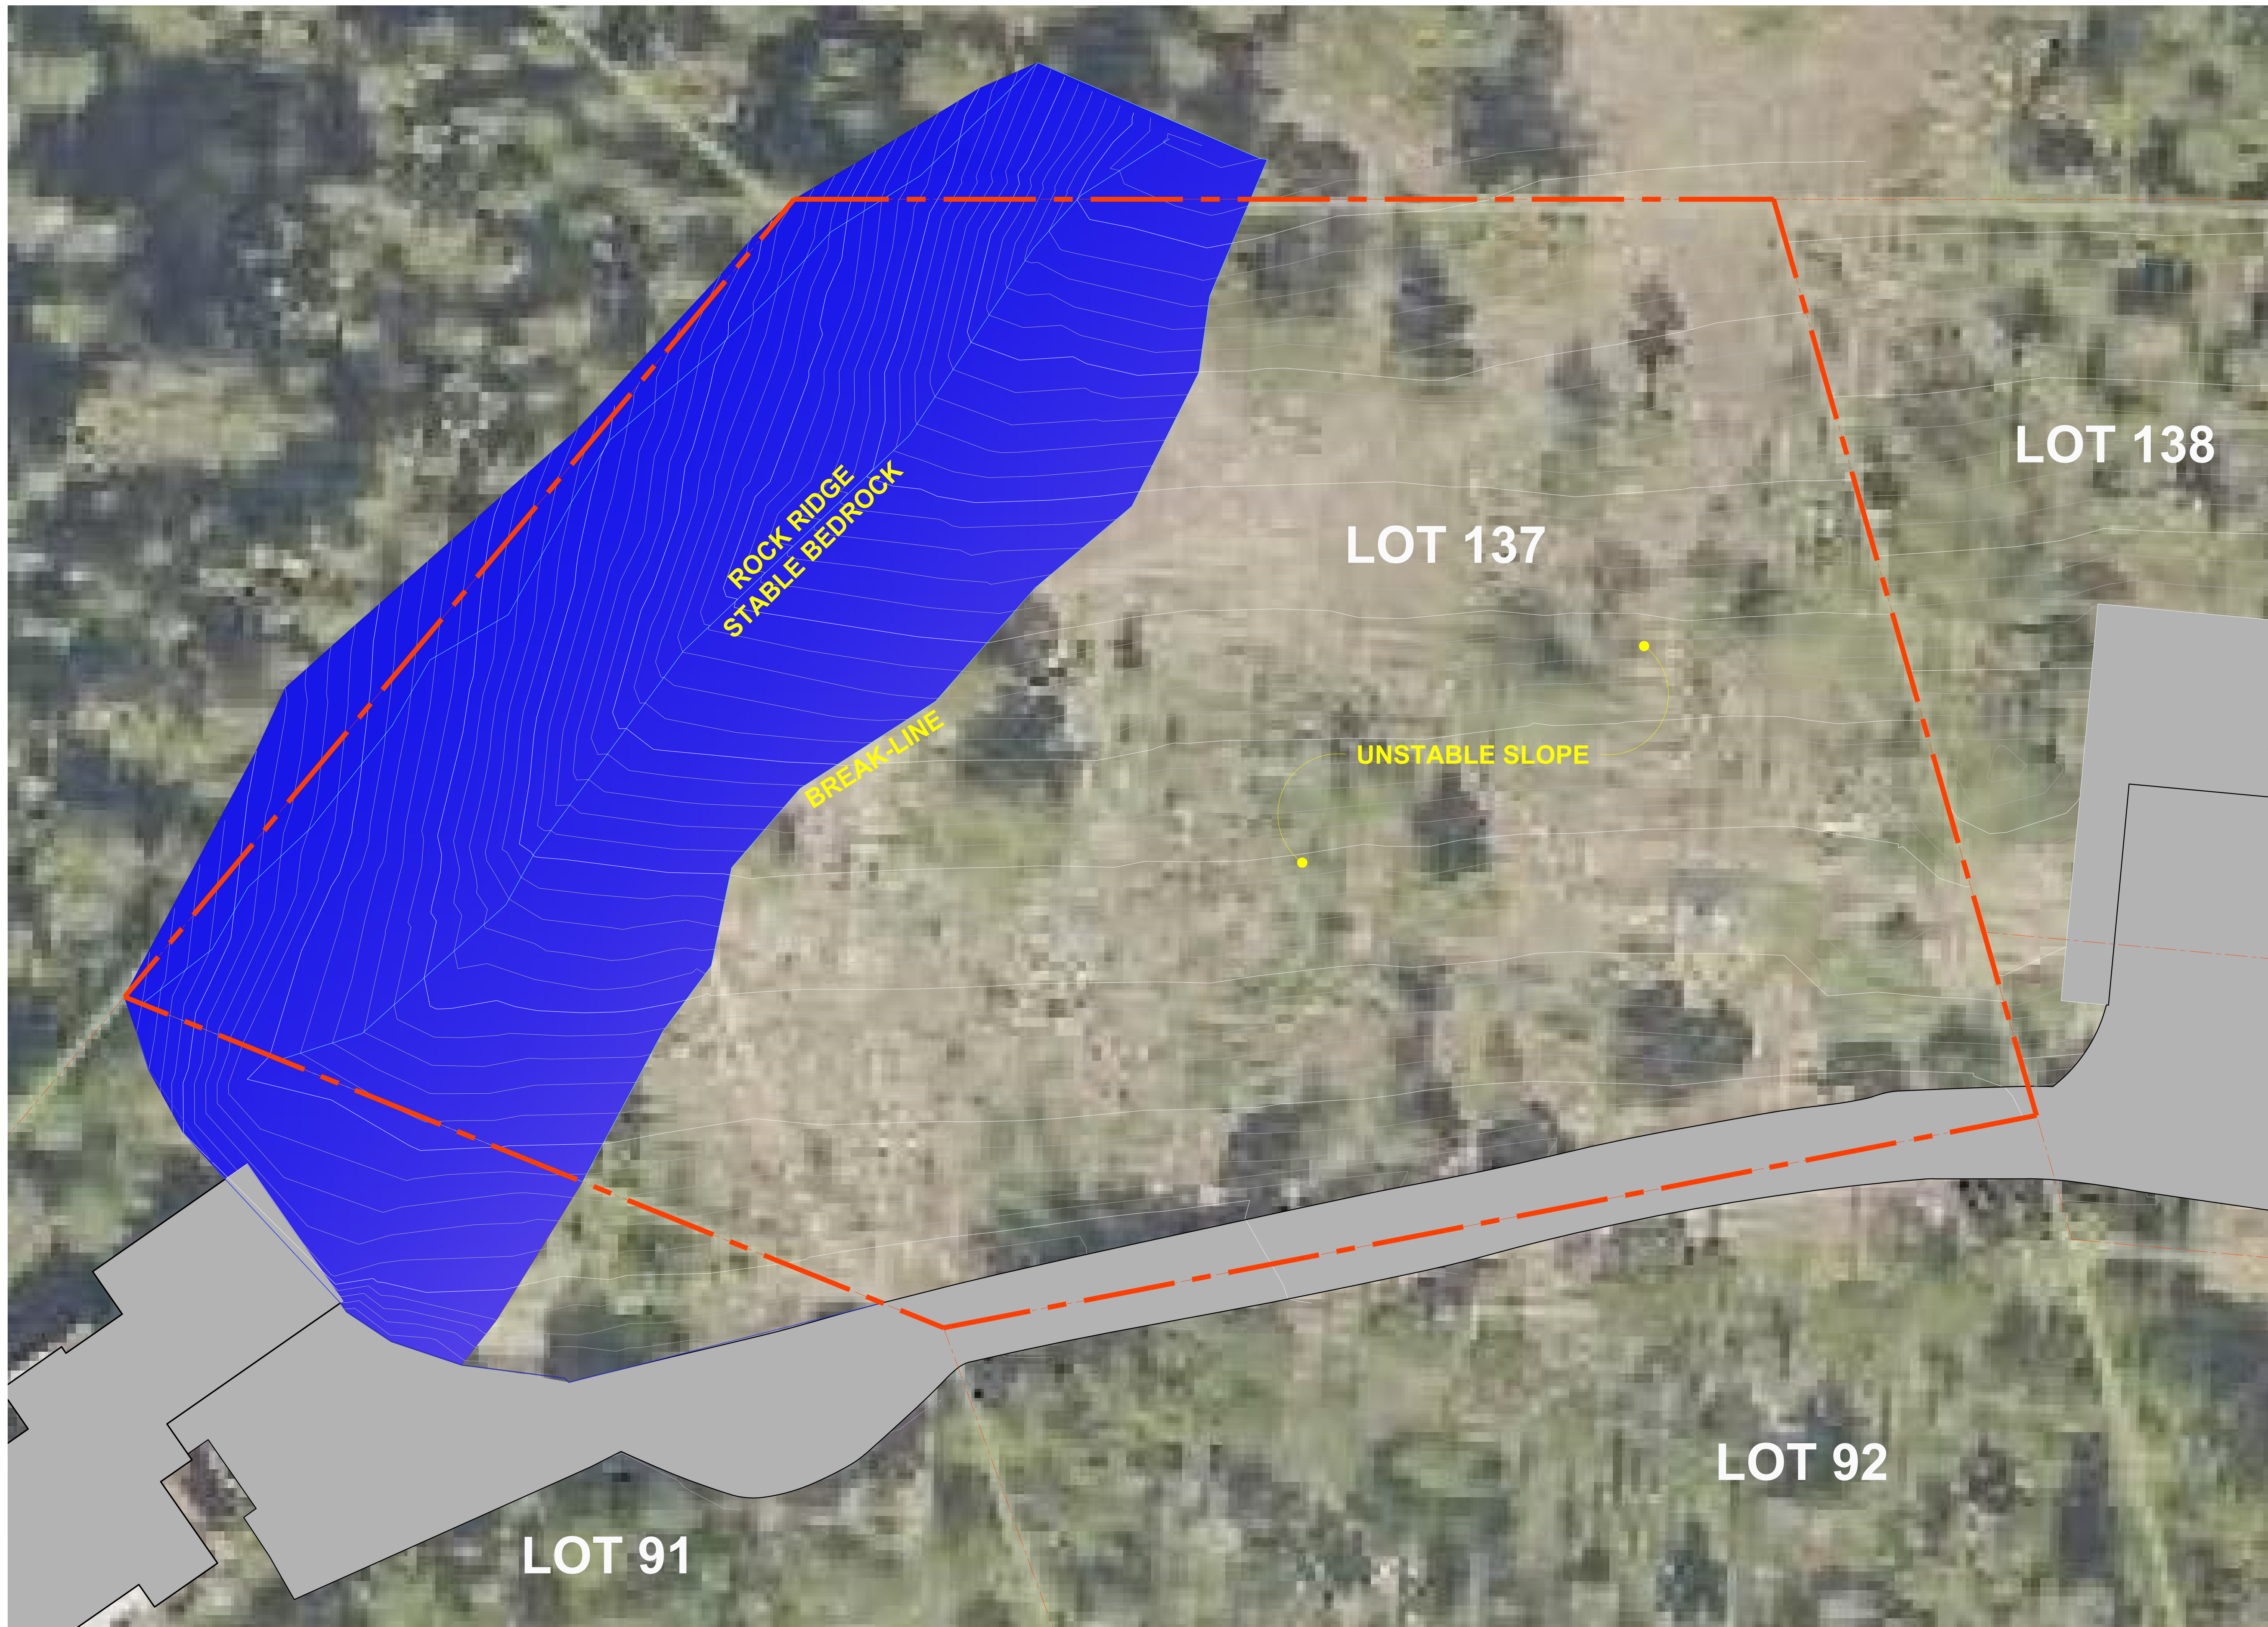 ROCK RIDGE
STABLE BEDROCK
LOT 138
LOT 137
BREAK-LINE
UNSTABLE SLOPE
LOT 92
LOT 91